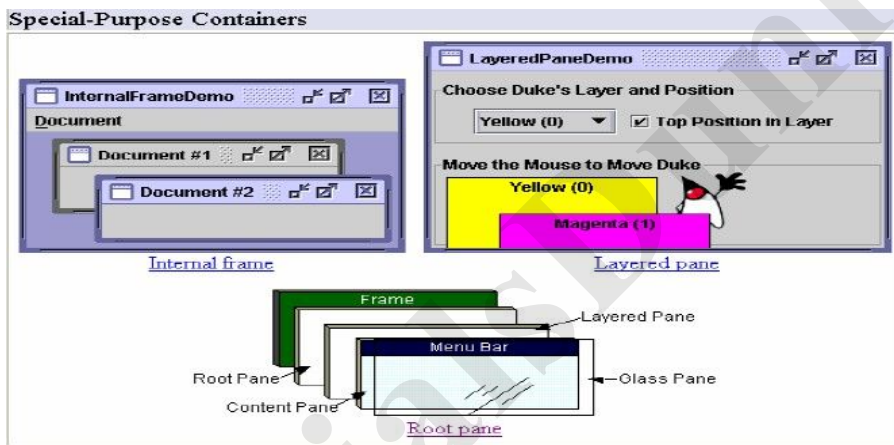 Special-Purpose Containers
InternalFrameDemo
Document
Document #1
Document #2
Internal frame
LayeredPaneDemo
Choose Duke's Layer and Position
Yellow (0)
Top Position in Layer
Move the Mouse to Move Duke
Yellow (0)
Magenta (1)
Layered pane
Frame
Layered Pane
Menu Bar
Root Pane
Glass Pane
Content Pane
Root pane